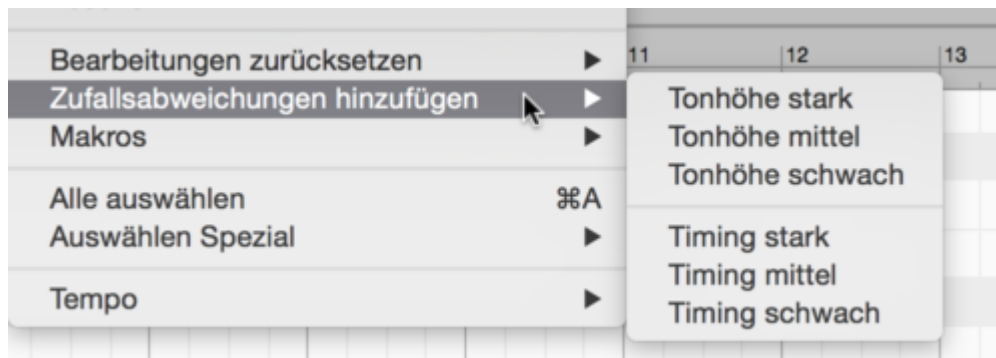 11 12 13
Bearbeitungen zurücksetzen
Zufallsabweichungen hinzufügen
Makros
Alle auswählen ⌘A
Auswählen Spezial
Tempo
Tonhöhe stark
Tonhöhe mittel
Tonhöhe schwach
Timing stark
Timing mittel
Timing schwach